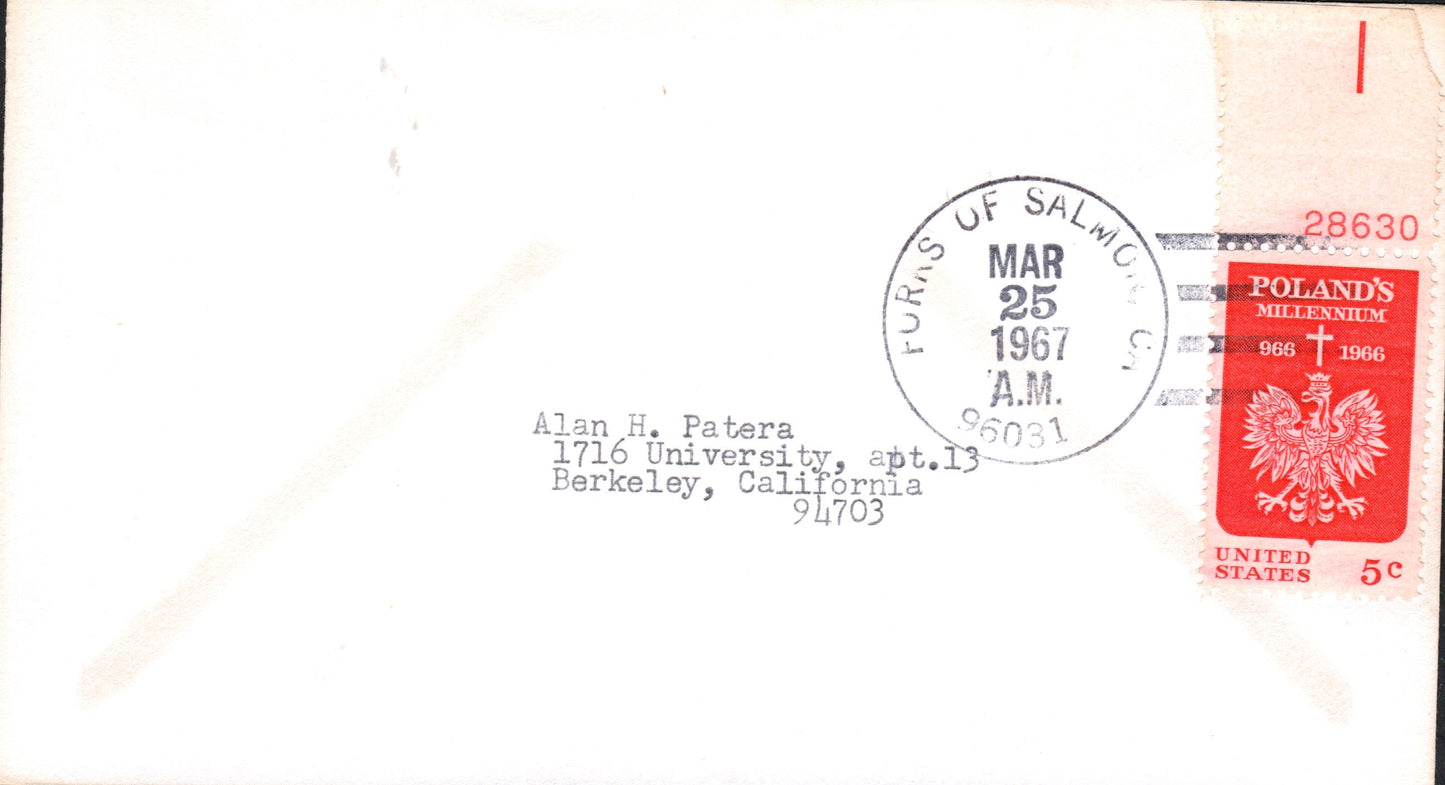 28630
FORKS OF SALMON, CA
MAR
25
1967
A.M.
96031
POLAND'S
MILLENNIUM
966 1966
UNITED
STATES 5c
Alan H. Patera
1716 University, apt.13
Berkeley, California
94703